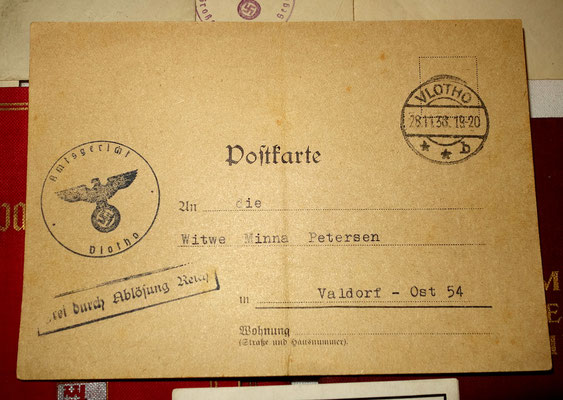 VLOTHO
28.11.38.19-20
* * b
Amtsgericht
Vlotho
Postkarte
An die
Witwe Minna Petersen
Frei durch Ablösung Reich
in Valdorf - Ost 54
Wohnung
(Straße und Hausnummer)